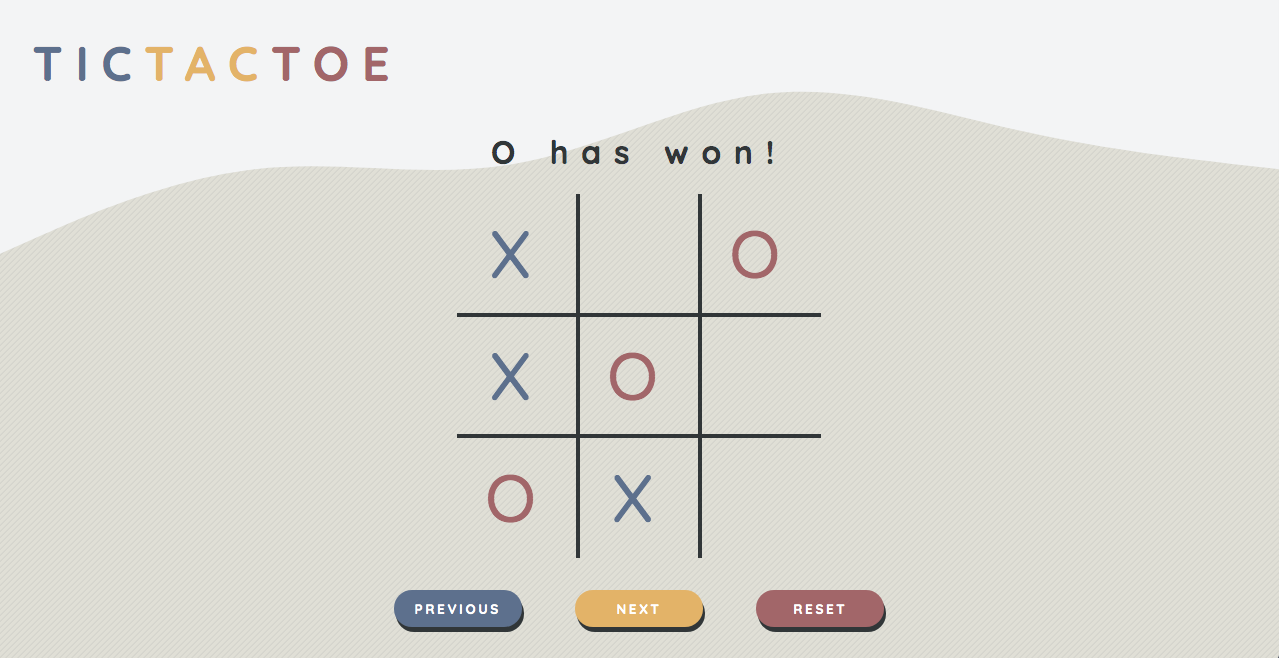 TICTACTOE
O has won!
X O
X O
O X
PREVIOUS NEXT RESET